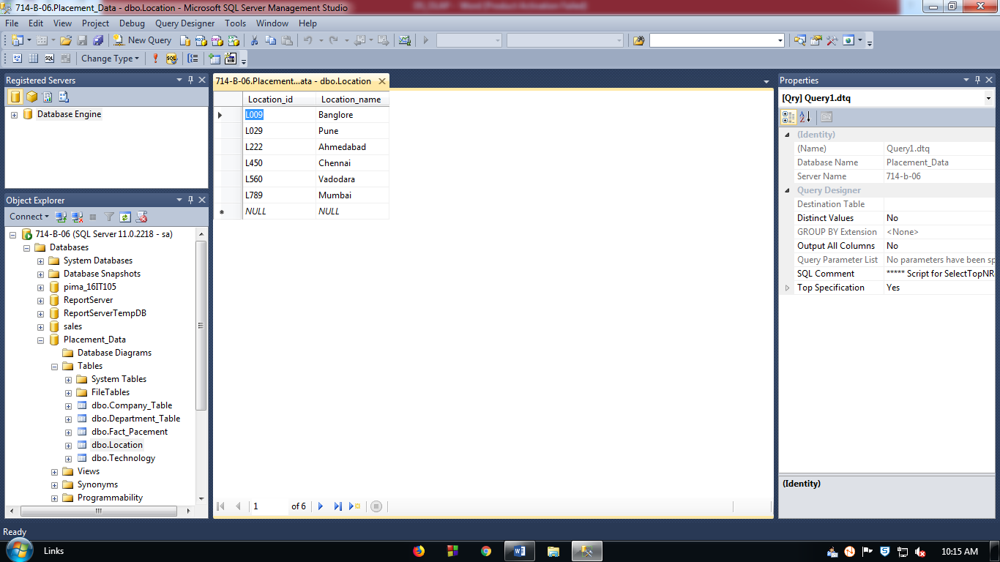 714-B-06.Placement_Data - dbo.Location - Microsoft SQL Server Management Studio
File Edit View Project Debug Query Designer Tools Window Help
New Query
Change Type
Registered Servers
Database Engine
Object Explorer
Connect
714-B-06 (SQL Server 11.0.2218 - sa)
Databases
System Databases
Database Snapshots
pima_16IT105
ReportServer
ReportServerTempDB
sales
Placement_Data
Database Diagrams
Tables
System Tables
FileTables
dbo.Company_Table
dbo.Department_Table
dbo.Fact_Pacement
dbo.Location
dbo.Technology
Views
Synonyms
Programmability
714-B-06.Placement...ata - dbo.Location
Location_id Location_name
L009 Banglore
L029 Pune
L222 Ahmedabad
L450 Chennai
L560 Vadodara
L789 Mumbai
NULL NULL
1 of 6
Properties
[Qry] Query1.dtq
(Identity)
(Name) Query1.dtq
Database Name Placement_Data
Server Name 714-b-06
Query Designer
Destination Table
Distinct Values No
GROUP BY Extension <None>
Output All Columns No
Query Parameter List No parameters have been sp
SQL Comment ***** Script for SelectTopNR
Top Specification Yes
(Identity)
Ready
Links
10:15 AM